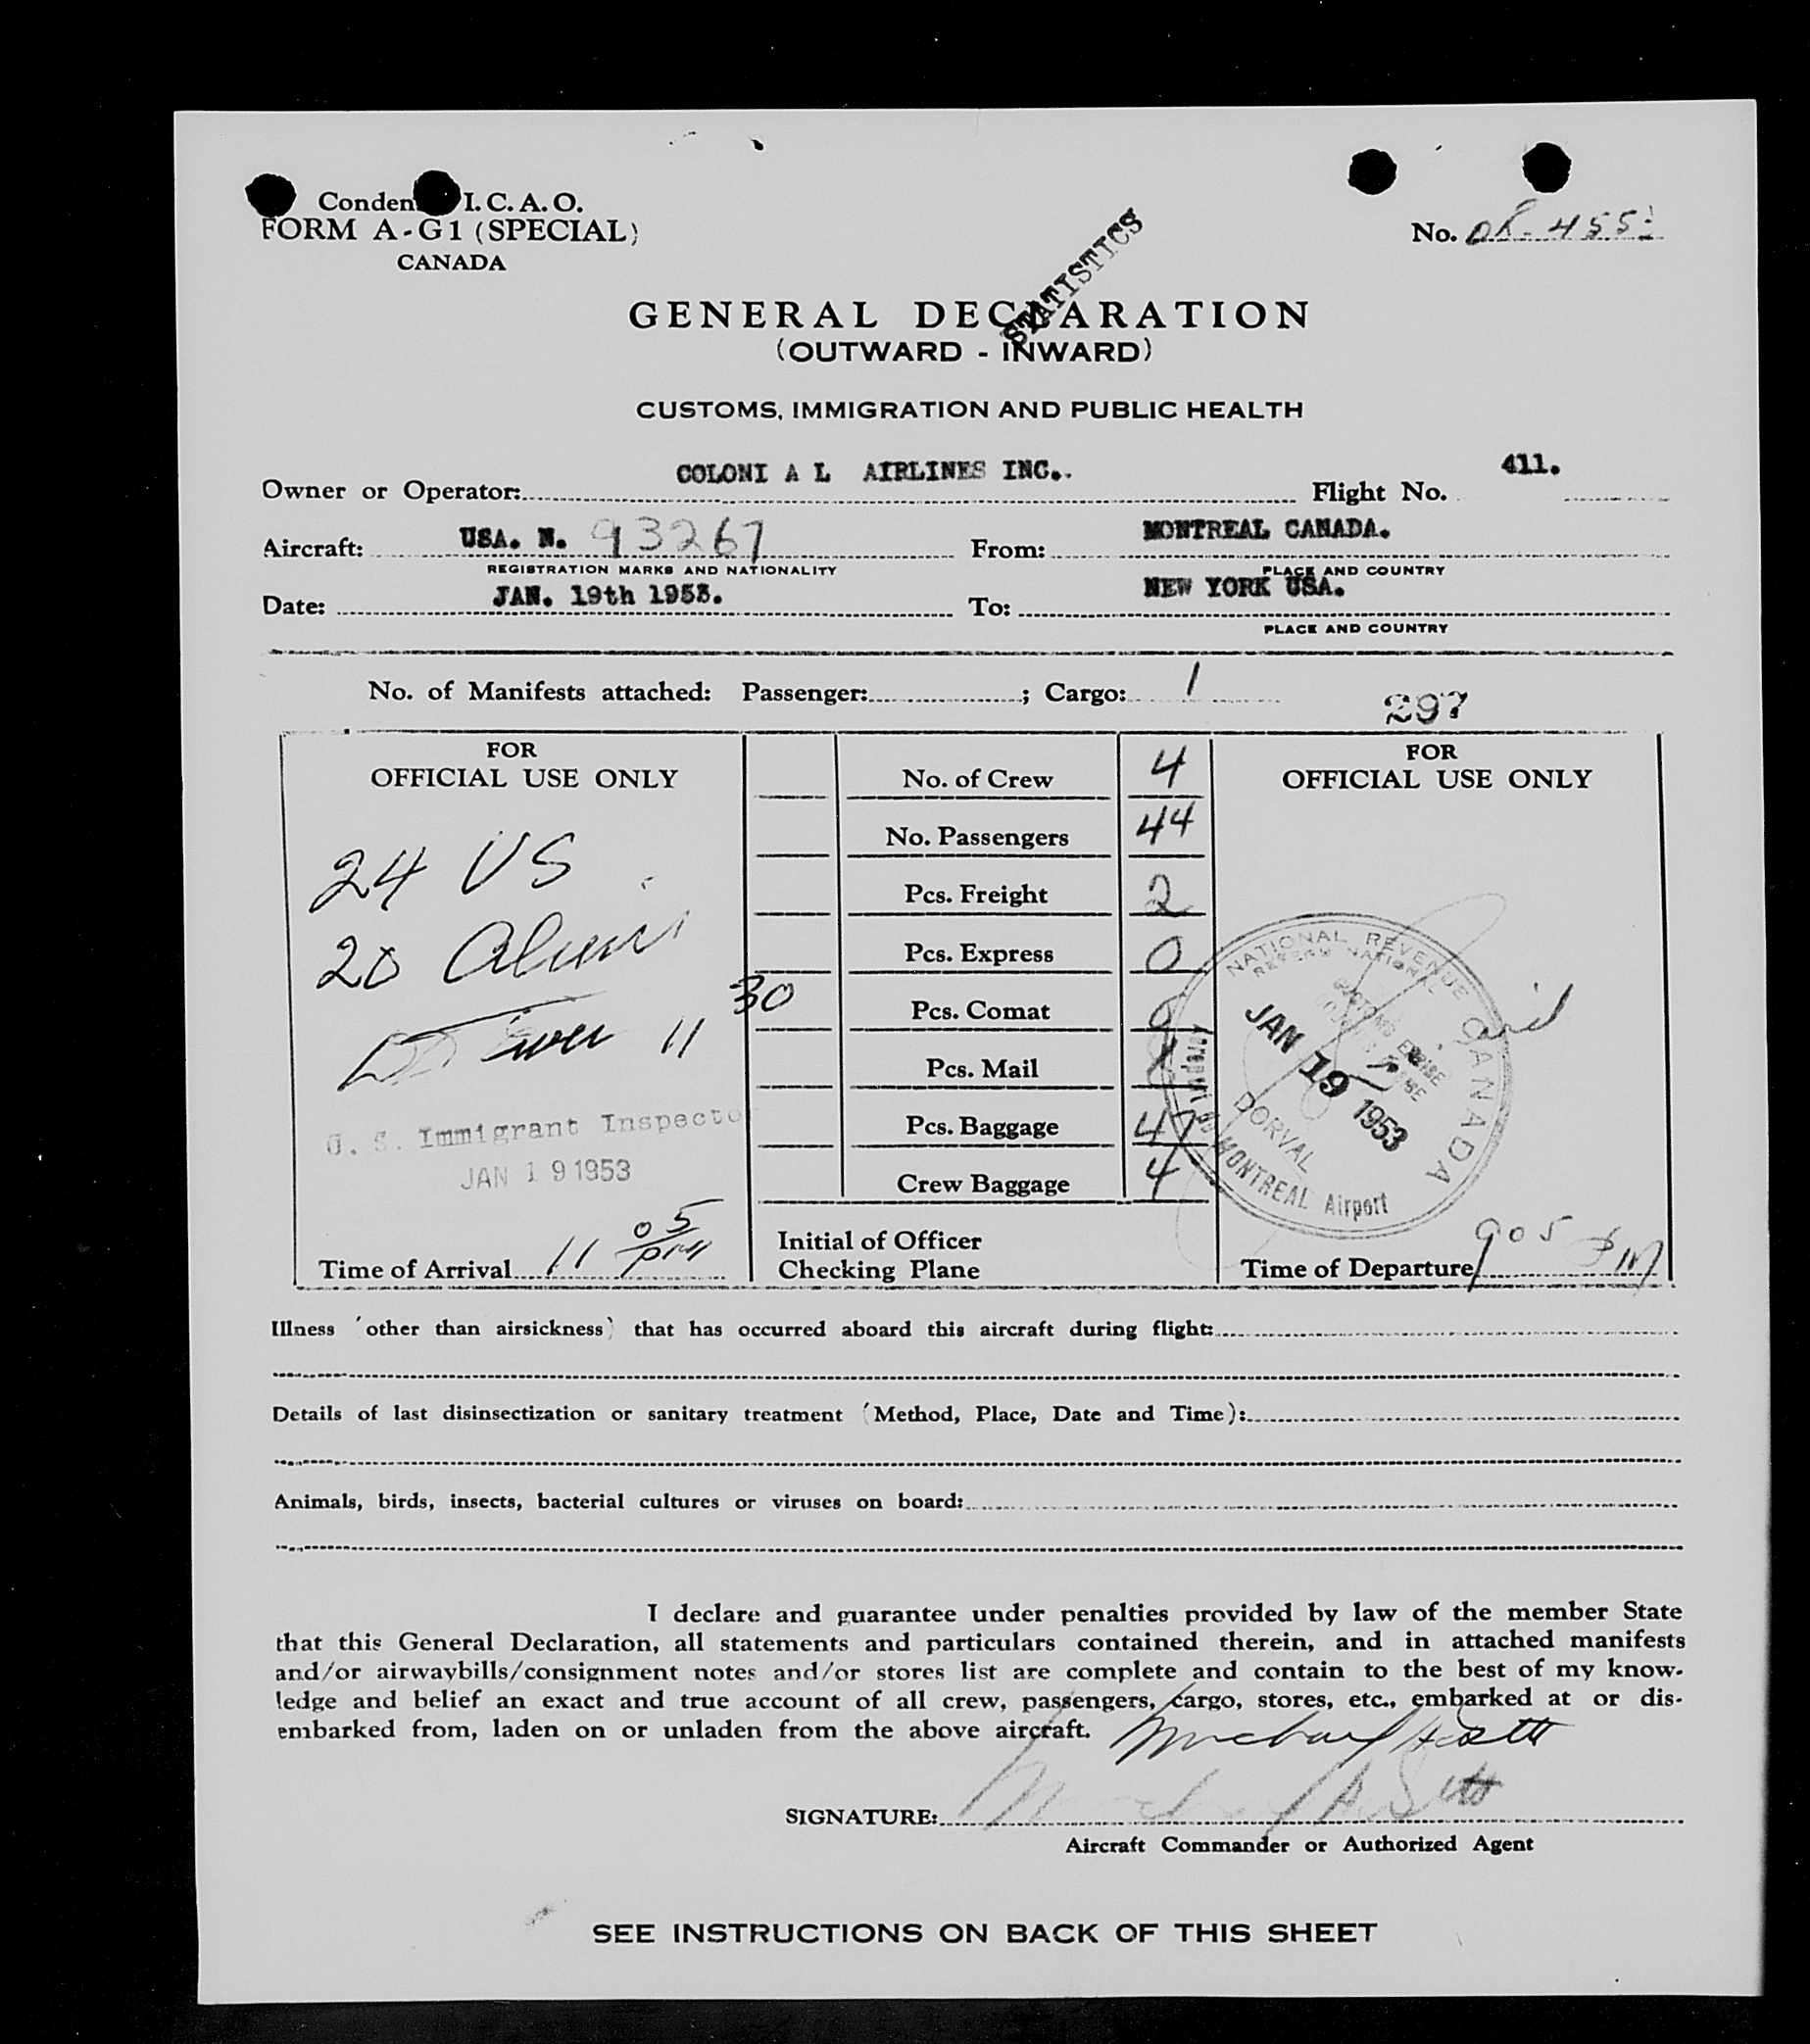 Conden I. C. A. O.
FORM A-G1 (SPECIAL)
CANADA
No. DR-455
STATISTICS
GENERAL DECLARATION
(OUTWARD - INWARD)
CUSTOMS, IMMIGRATION AND PUBLIC HEALTH
Owner or Operator: COLONI A L AIRLINES INC.. Flight No. 411.
Aircraft: USA. N. 93267 From: MONTREAL CANADA.
REGISTRATION MARKS AND NATIONALITY PLACE AND COUNTRY
Date: JAN. 19th 1953. To: NEW YORK USA.
PLACE AND COUNTRY
No. of Manifests attached: Passenger: ; Cargo: 1
297
FOR
OFFICIAL USE ONLY
24 US
20 Aliens
11 30
U. S. Immigrant Inspecto
JAN 19 1953
Time of Arrival 11 05 PM
No. of Crew 4
No. Passengers 44
Pcs. Freight 2
Pcs. Express 0
Pcs. Comat 0
Pcs. Mail
Pcs. Baggage 47
Crew Baggage 4
Initial of Officer
Checking Plane
FOR
OFFICIAL USE ONLY
NATIONAL REVENUE CANADA
REVENU NATIONAL
CUSTOMS EXCISE
JAN 19 1953
DORVAL
MONTREAL Airport
Time of Departure 905 PM
Illness (other than airsickness) that has occurred aboard this aircraft during flight:
Details of last disinsectization or sanitary treatment (Method, Place, Date and Time):
Animals, birds, insects, bacterial cultures or viruses on board:
I declare and guarantee under penalties provided by law of the member State
that this General Declaration, all statements and particulars contained therein, and in attached manifests
and/or airwaybills/consignment notes and/or stores list are complete and contain to the best of my know-
ledge and belief an exact and true account of all crew, passengers, cargo, stores, etc., embarked at or dis-
embarked from, laden on or unladen from the above aircraft.
SIGNATURE:
Aircraft Commander or Authorized Agent
SEE INSTRUCTIONS ON BACK OF THIS SHEET